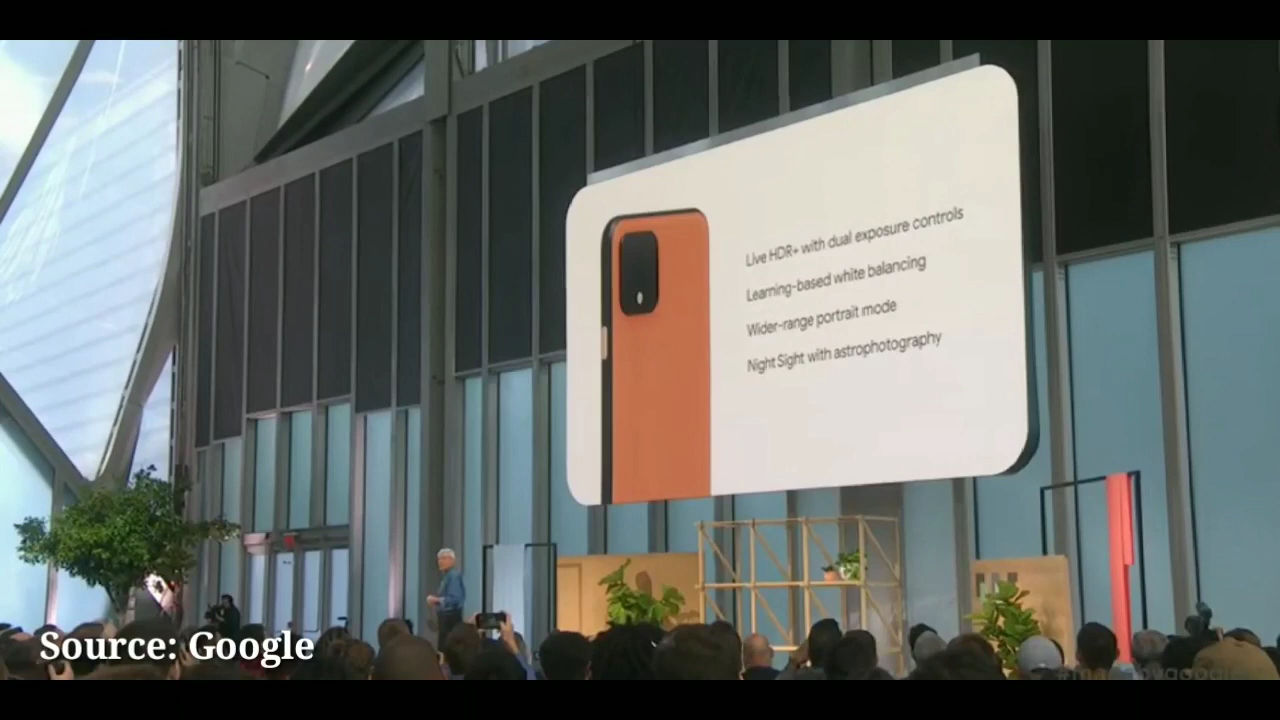 Live HDR+ with dual exposure controls
Learning-based white balancing
Wider-range portrait mode
Night Sight with astrophotography
Source: Google